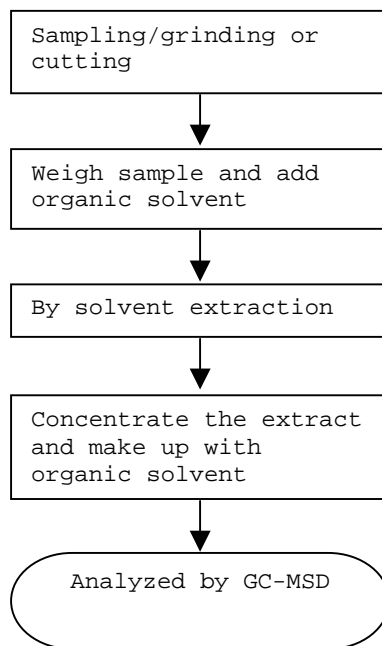 Sampling/grinding or
cutting
Weigh sample and add
organic solvent
By solvent extraction
Concentrate the extract
and make up with
organic solvent
Analyzed by GC-MSD